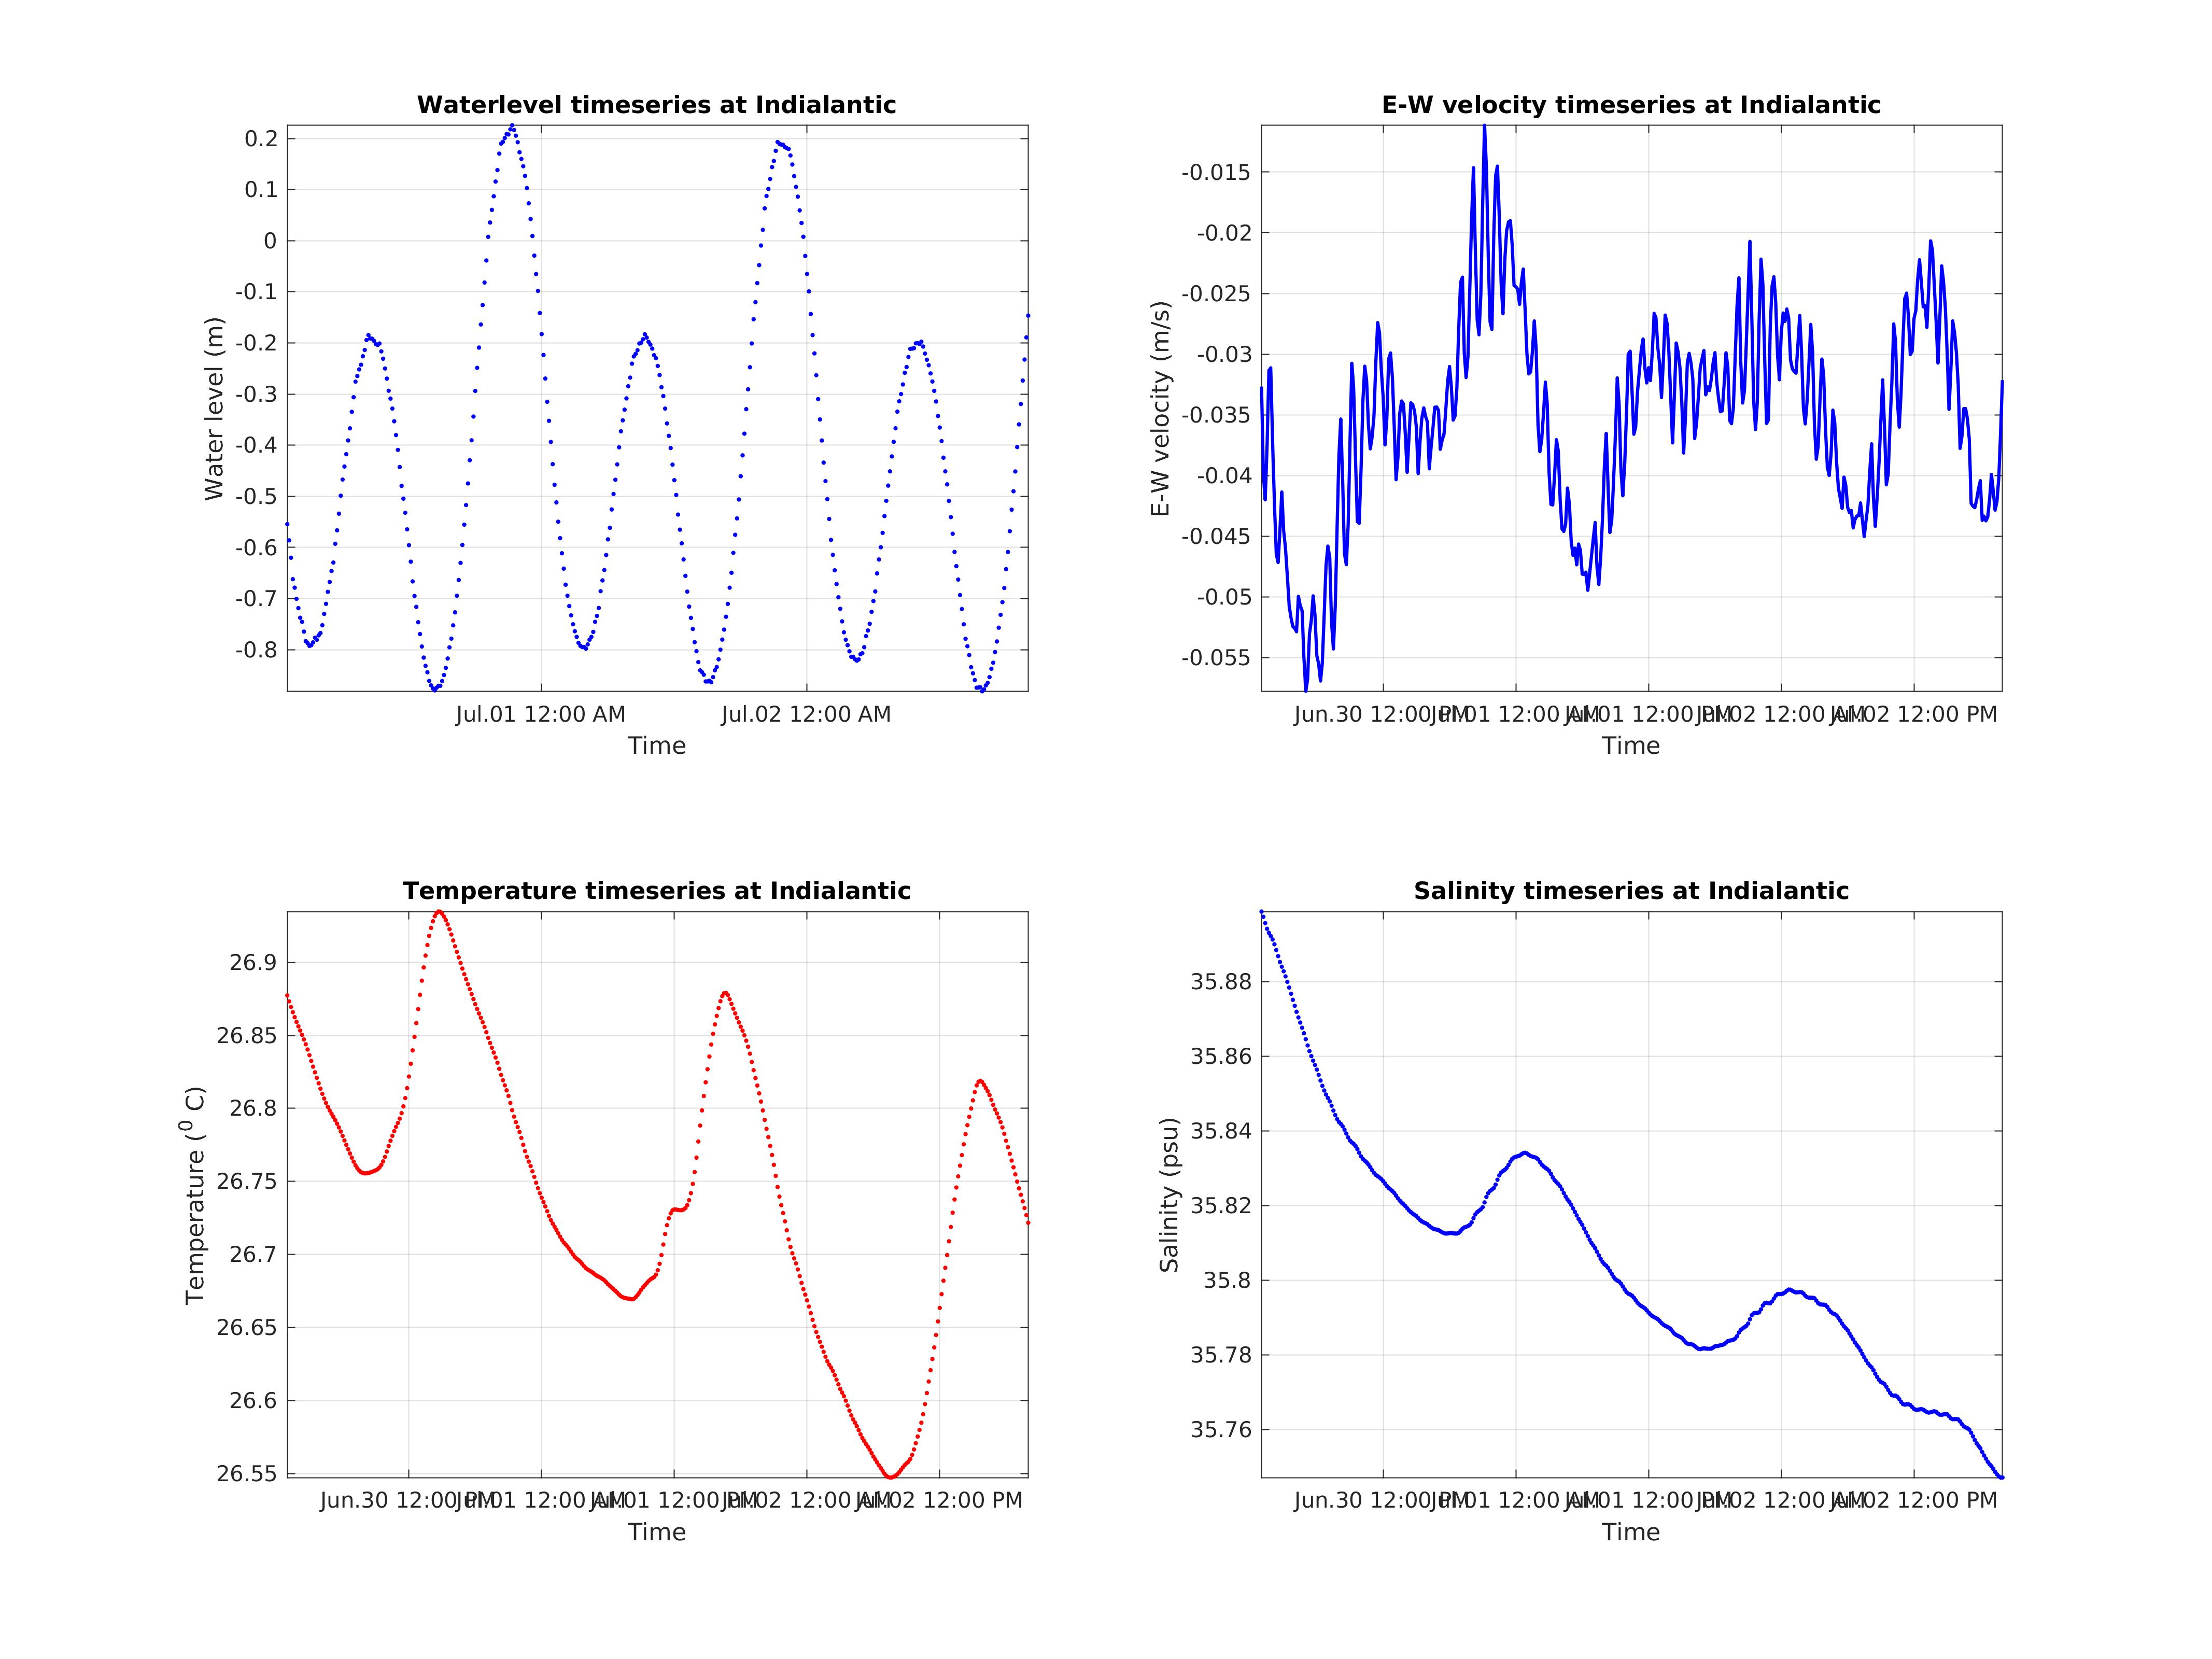 Waterlevel timeseries at Indialantic
0.2
0.1
0
-0.1
-0.2
-0.3
-0.4
-0.5
-0.6
-0.7
-0.8
Water level (m)
Jul.01 12:00 AM
Jul.02 12:00 AM
Time
E-W velocity timeseries at Indialantic
-0.015
-0.02
-0.025
-0.03
-0.035
-0.04
-0.045
-0.05
-0.055
E-W velocity (m/s)
Jun.30 12:00 PM
Jul.01 12:00 AM
Jul.01 12:00 PM
Jul.02 12:00 AM
Jul.02 12:00 PM
Time
Temperature timeseries at Indialantic
26.9
26.85
26.8
26.75
26.7
26.65
26.6
26.55
Temperature (⁰ C)
Jun.30 12:00 PM
Jul.01 12:00 AM
Jul.01 12:00 PM
Jul.02 12:00 AM
Jul.02 12:00 PM
Time
Salinity timeseries at Indialantic
35.88
35.86
35.84
35.82
35.8
35.78
35.76
Salinity (psu)
Jun.30 12:00 PM
Jul.01 12:00 AM
Jul.01 12:00 PM
Jul.02 12:00 AM
Jul.02 12:00 PM
Time